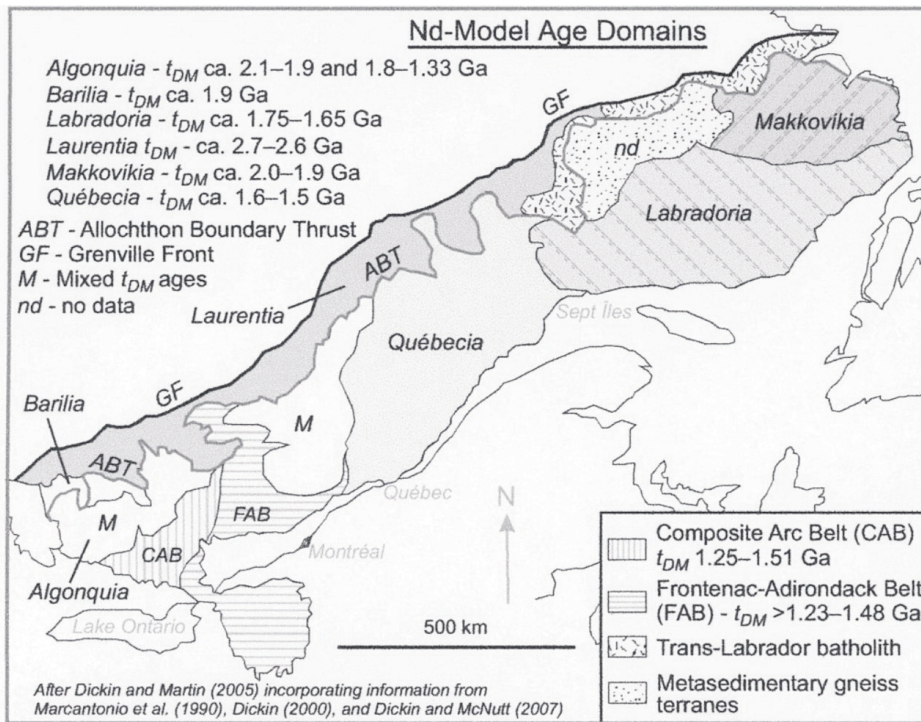 Nd-Model Age Domains
Algonquia - tDM ca. 2.1–1.9 and 1.8–1.33 Ga
Barilia - tDM ca. 1.9 Ga
Labradoria - tDM ca. 1.75–1.65 Ga
Laurentia tDM - ca. 2.7–2.6 Ga
Makkovikia - tDM ca. 2.0–1.9 Ga
Québecia - tDM ca. 1.6–1.5 Ga
ABT - Allochthon Boundary Thrust
GF - Grenville Front
M - Mixed tDM ages
nd - no data
GF
nd
Makkovikia
Labradoria
ABT
Laurentia
Sept Îles
Québecia
GF
Barilia
M
ABT
Québec
N
M
FAB
CAB
Montréal
Algonquia
Lake Ontario
500 km
Composite Arc Belt (CAB)
tDM 1.25–1.51 Ga
Frontenac-Adirondack Belt
(FAB) - tDM >1.23–1.48 Ga
Trans-Labrador batholith
Metasedimentary gneiss
terranes
After Dickin and Martin (2005) incorporating information from
Marcantonio et al. (1990), Dickin (2000), and Dickin and McNutt (2007)